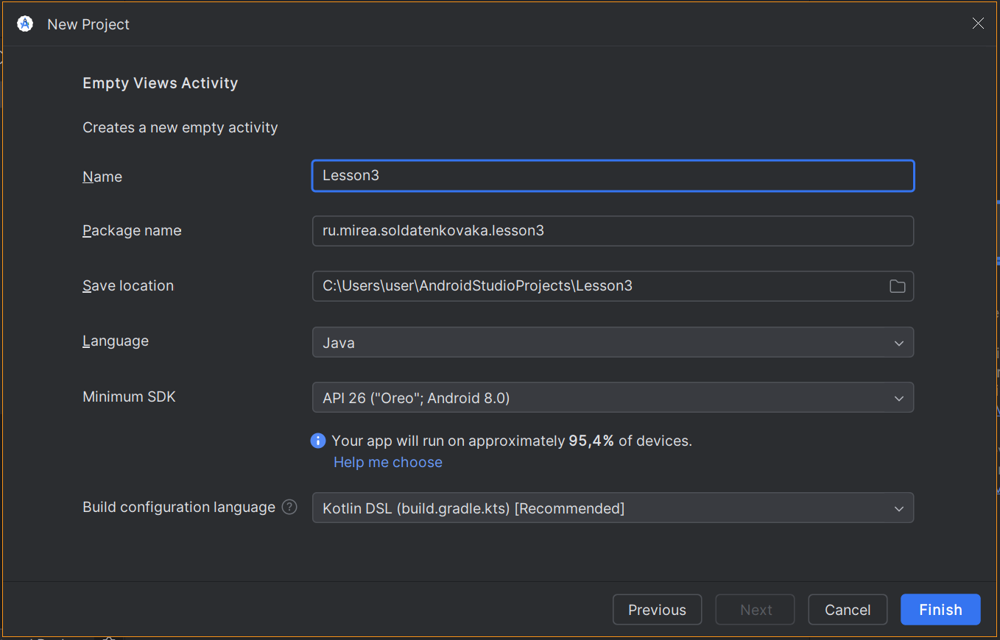 New Project
Empty Views Activity
Creates a new empty activity
Name Lesson3
Package name ru.mirea.soldatenkovaka.lesson3
Save location C:\Users\user\AndroidStudioProjects\Lesson3
Language Java
Minimum SDK API 26 ("Oreo"; Android 8.0)
Your app will run on approximately 95,4% of devices.
Help me choose
Build configuration language ? Kotlin DSL (build.gradle.kts) [Recommended]
Previous Next Cancel Finish